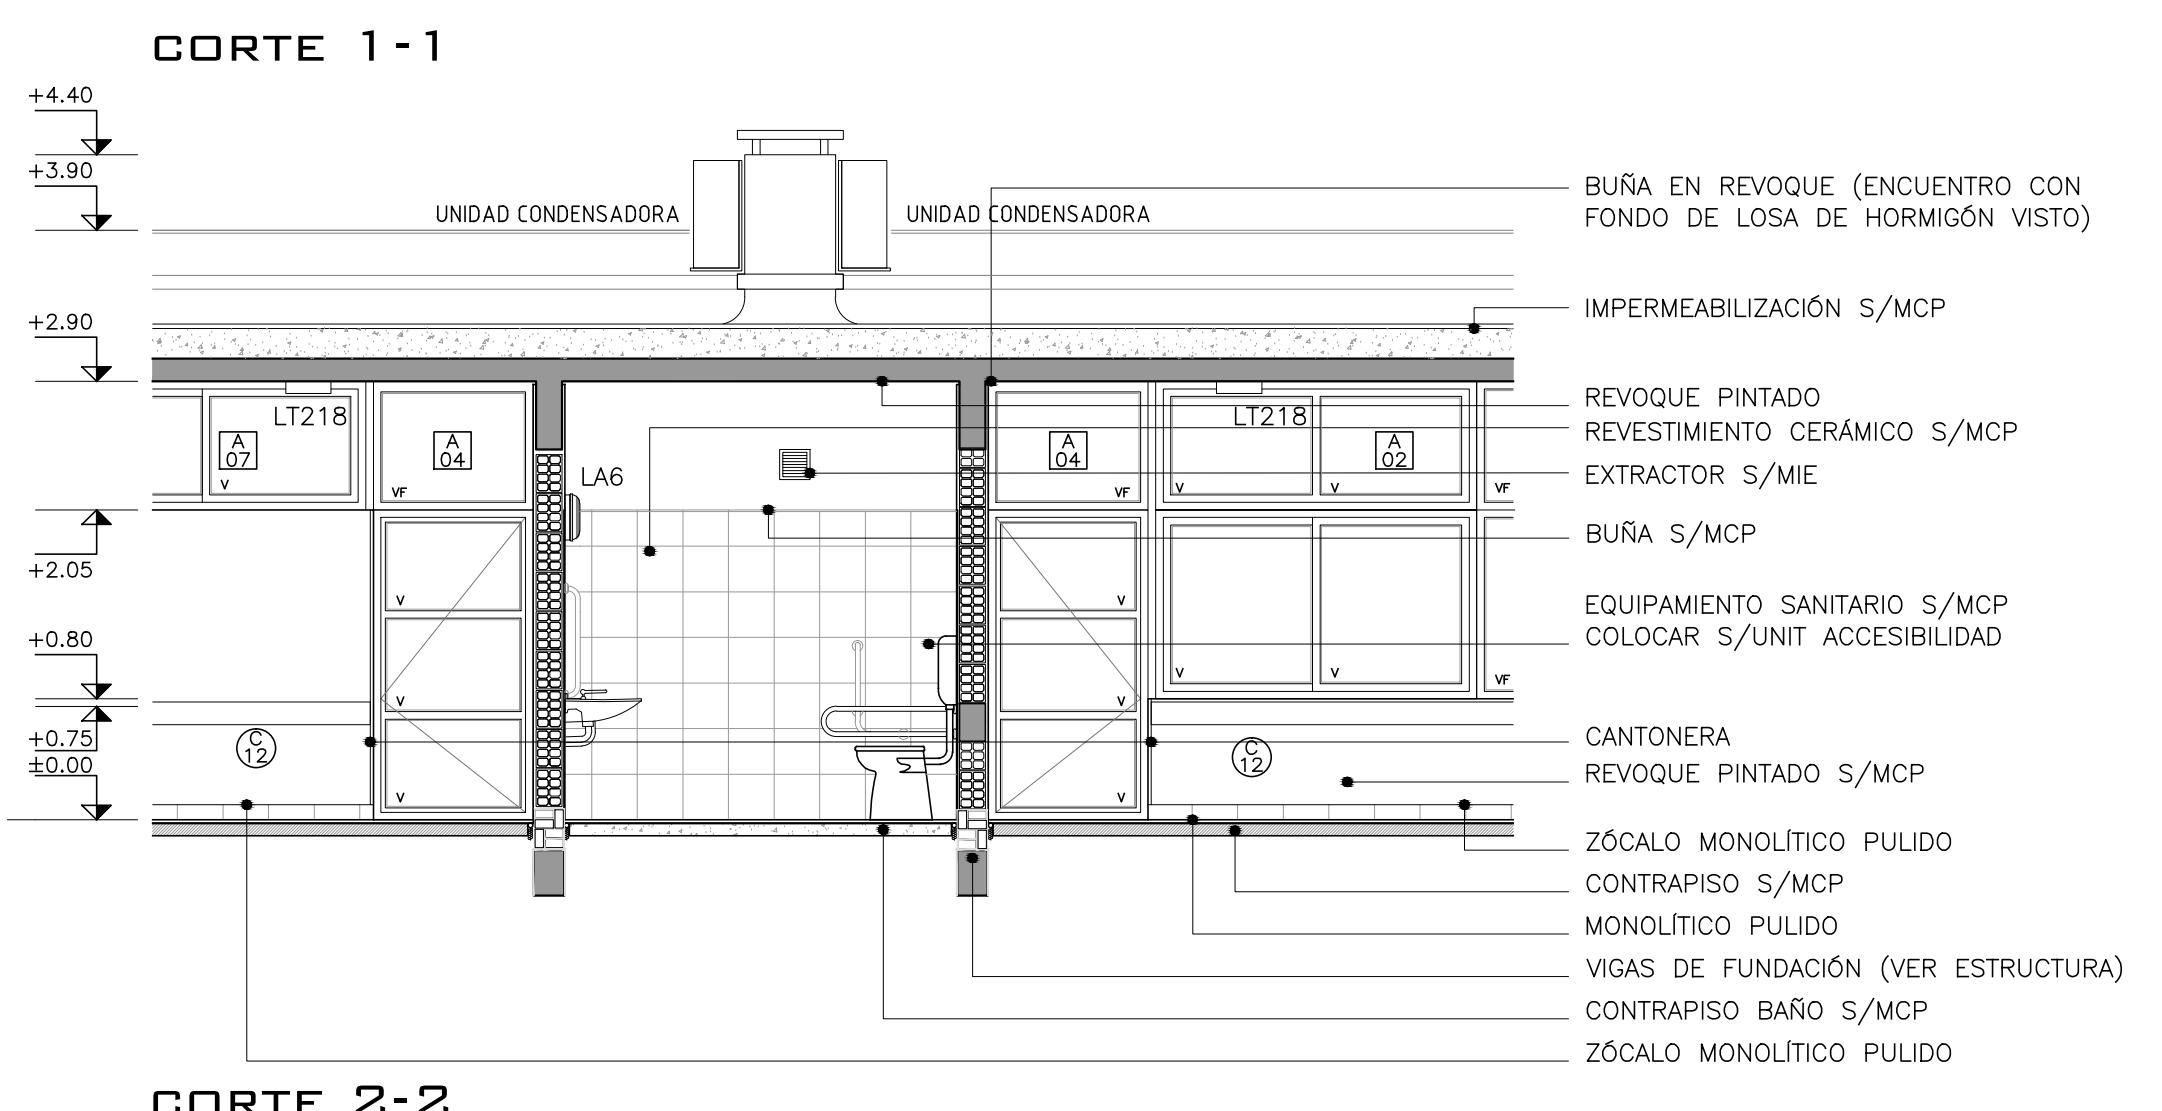 CORTE 1-1
+4.40
+3.90
UNIDAD CONDENSADORA
UNIDAD CONDENSADORA
BUÑA EN REVOQUE (ENCUENTRO CON
FONDO DE LOSA DE HORMIGÓN VISTO)
IMPERMEABILIZACIÓN S/MCP
+2.90
REVOQUE PINTADO
LT218
LT218
REVESTIMIENTO CERÁMICO S/MCP
A
07
A
04
A
04
A
02
V
VF
LA6
VF
V
V
VF
EXTRACTOR S/MIE
BUÑA S/MCP
+2.05
V
V
EQUIPAMIENTO SANITARIO S/MCP
COLOCAR S/UNIT ACCESIBILIDAD
+0.80
V
V
VF
V
V
+0.75
C
12
C
12
CANTONERA
±0.00
REVOQUE PINTADO S/MCP
V
V
ZÓCALO MONOLÍTICO PULIDO
CONTRAPISO S/MCP
MONOLÍTICO PULIDO
VIGAS DE FUNDACIÓN (VER ESTRUCTURA)
CONTRAPISO BAÑO S/MCP
ZÓCALO MONOLÍTICO PULIDO
CORTE 2-2